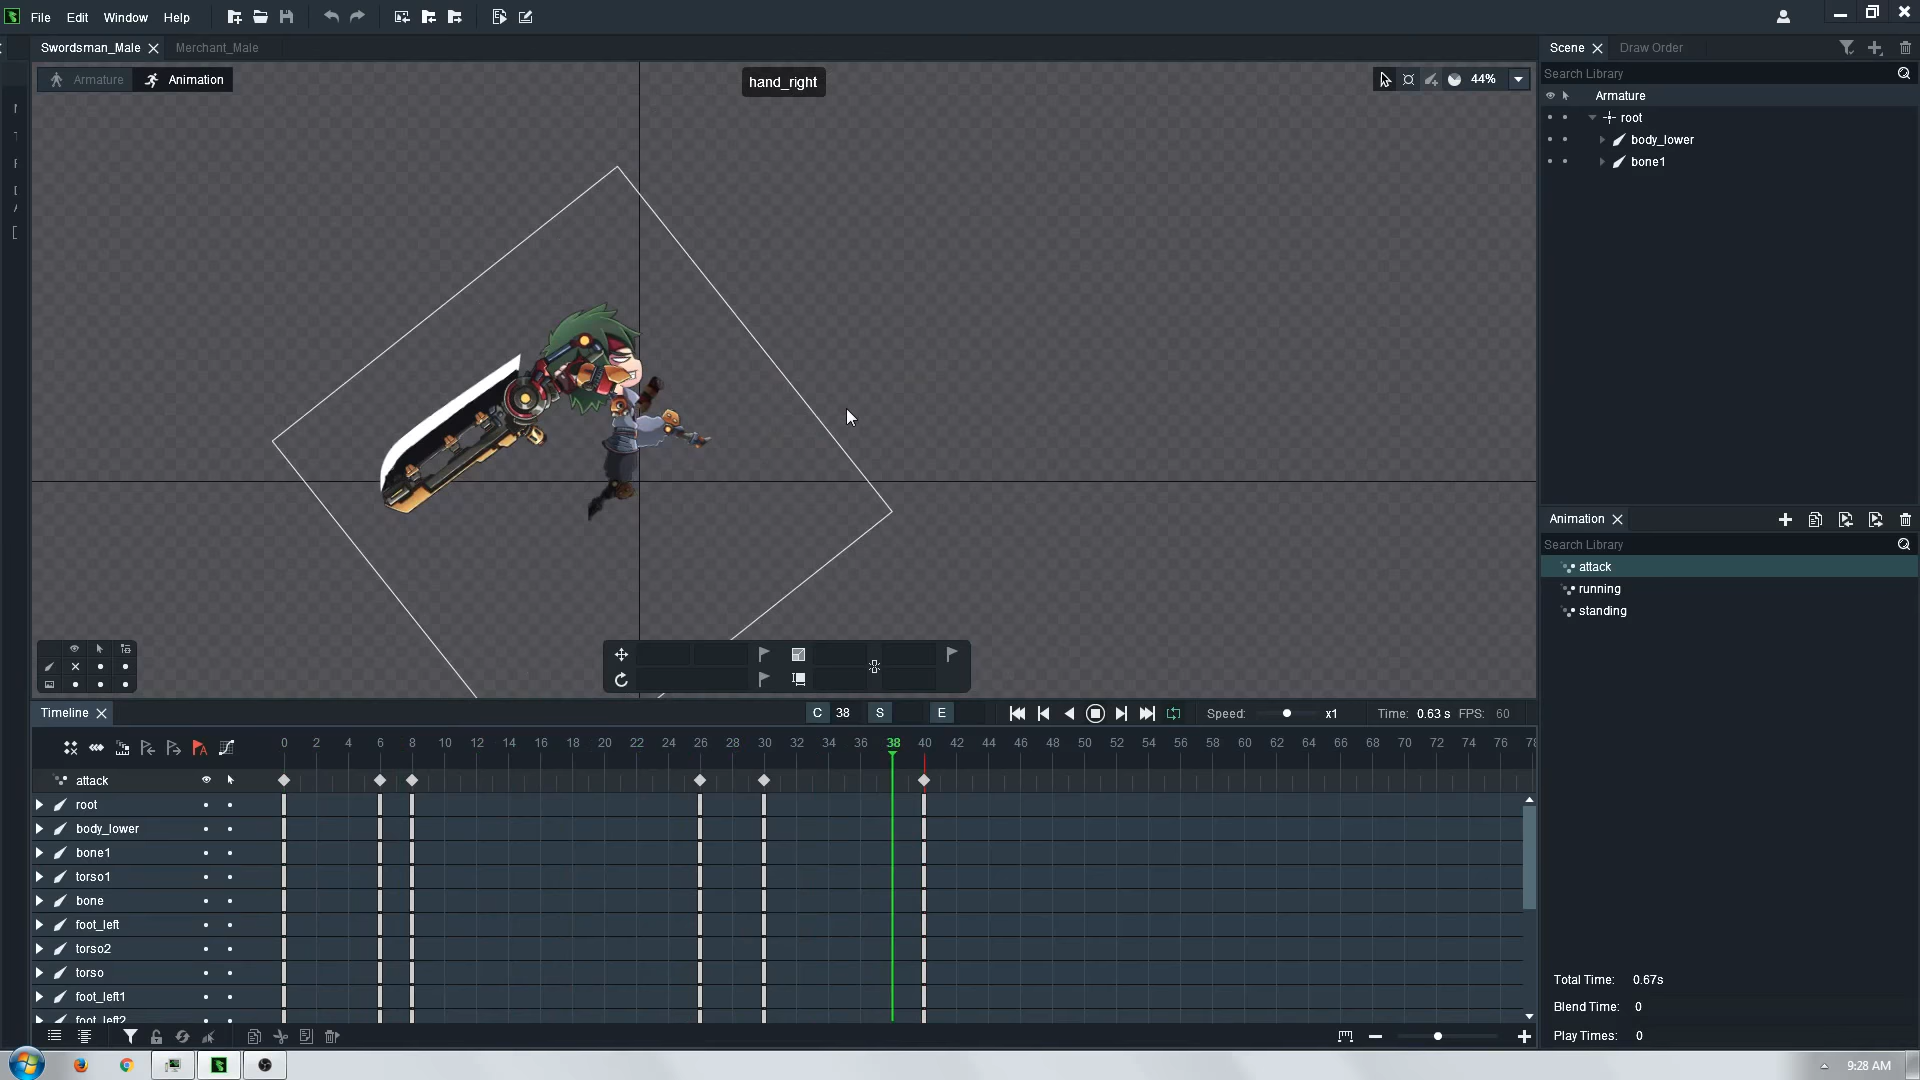 File Edit Window Help
Swordsman_Male Merchant_Male
Armature Animation
hand_right
44%
Scene Draw Order
Search Library
Armature
root
body_lower
bone1
Animation
Search Library
attack
running
standing
Timeline
C 38 S E
Speed: x1 Time: 0.63 s FPS: 60
0 2 4 6 8 10 12 14 16 18 20 22 24 26 28 30 32 34 36 38 40 42 44 46 48 50 52 54 56 58 60 62 64 66 68 70 72 74 76
attack
root
body_lower
bone1
torso1
bone
foot_left
torso2
torso
foot_left1
foot_left2
Total Time: 0.67s
Blend Time: 0
Play Times: 0
9:28 AM